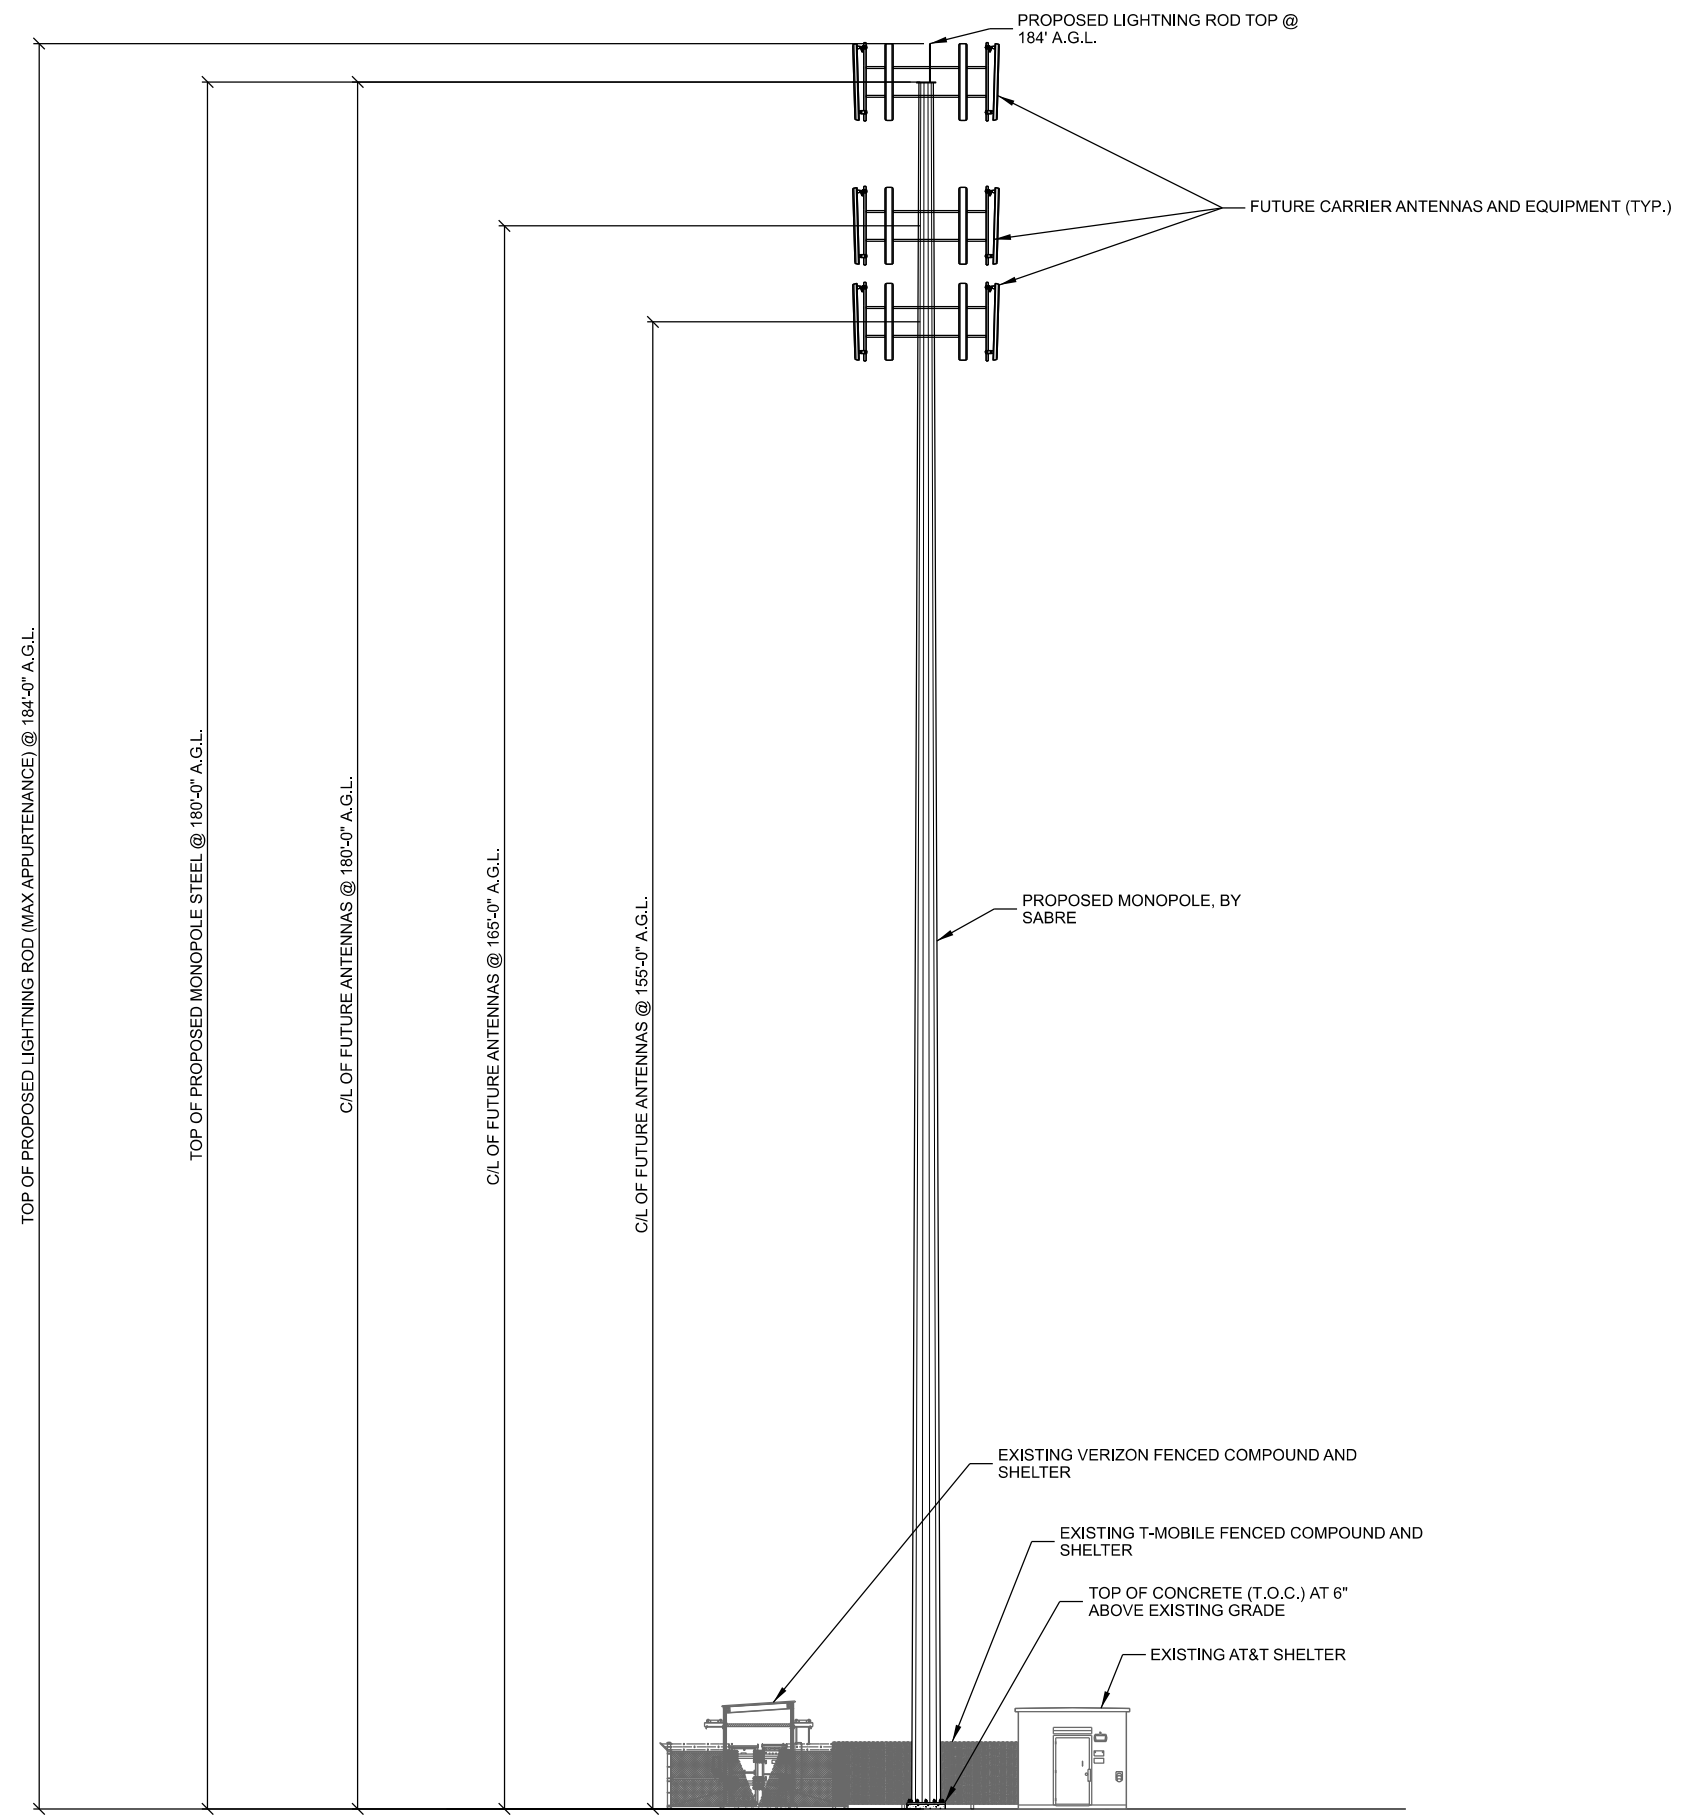 PROPOSED LIGHTNING ROD TOP @
184' A.G.L.
FUTURE CARRIER ANTENNAS AND EQUIPMENT (TYP.)
TOP OF PROPOSED LIGHTNING ROD (MAX APPURTENANCE) @ 184'-0" A.G.L.
TOP OF PROPOSED MONOPOLE STEEL @ 180'-0" A.G.L.
C/L OF FUTURE ANTENNAS @ 180'-0" A.G.L.
C/L OF FUTURE ANTENNAS @ 165'-0" A.G.L.
C/L OF FUTURE ANTENNAS @ 155'-0" A.G.L.
PROPOSED MONOPOLE, BY
SABRE
EXISTING VERIZON FENCED COMPOUND AND
SHELTER
EXISTING T-MOBILE FENCED COMPOUND AND
SHELTER
TOP OF CONCRETE (T.O.C.) AT 6"
ABOVE EXISTING GRADE
EXISTING AT&T SHELTER